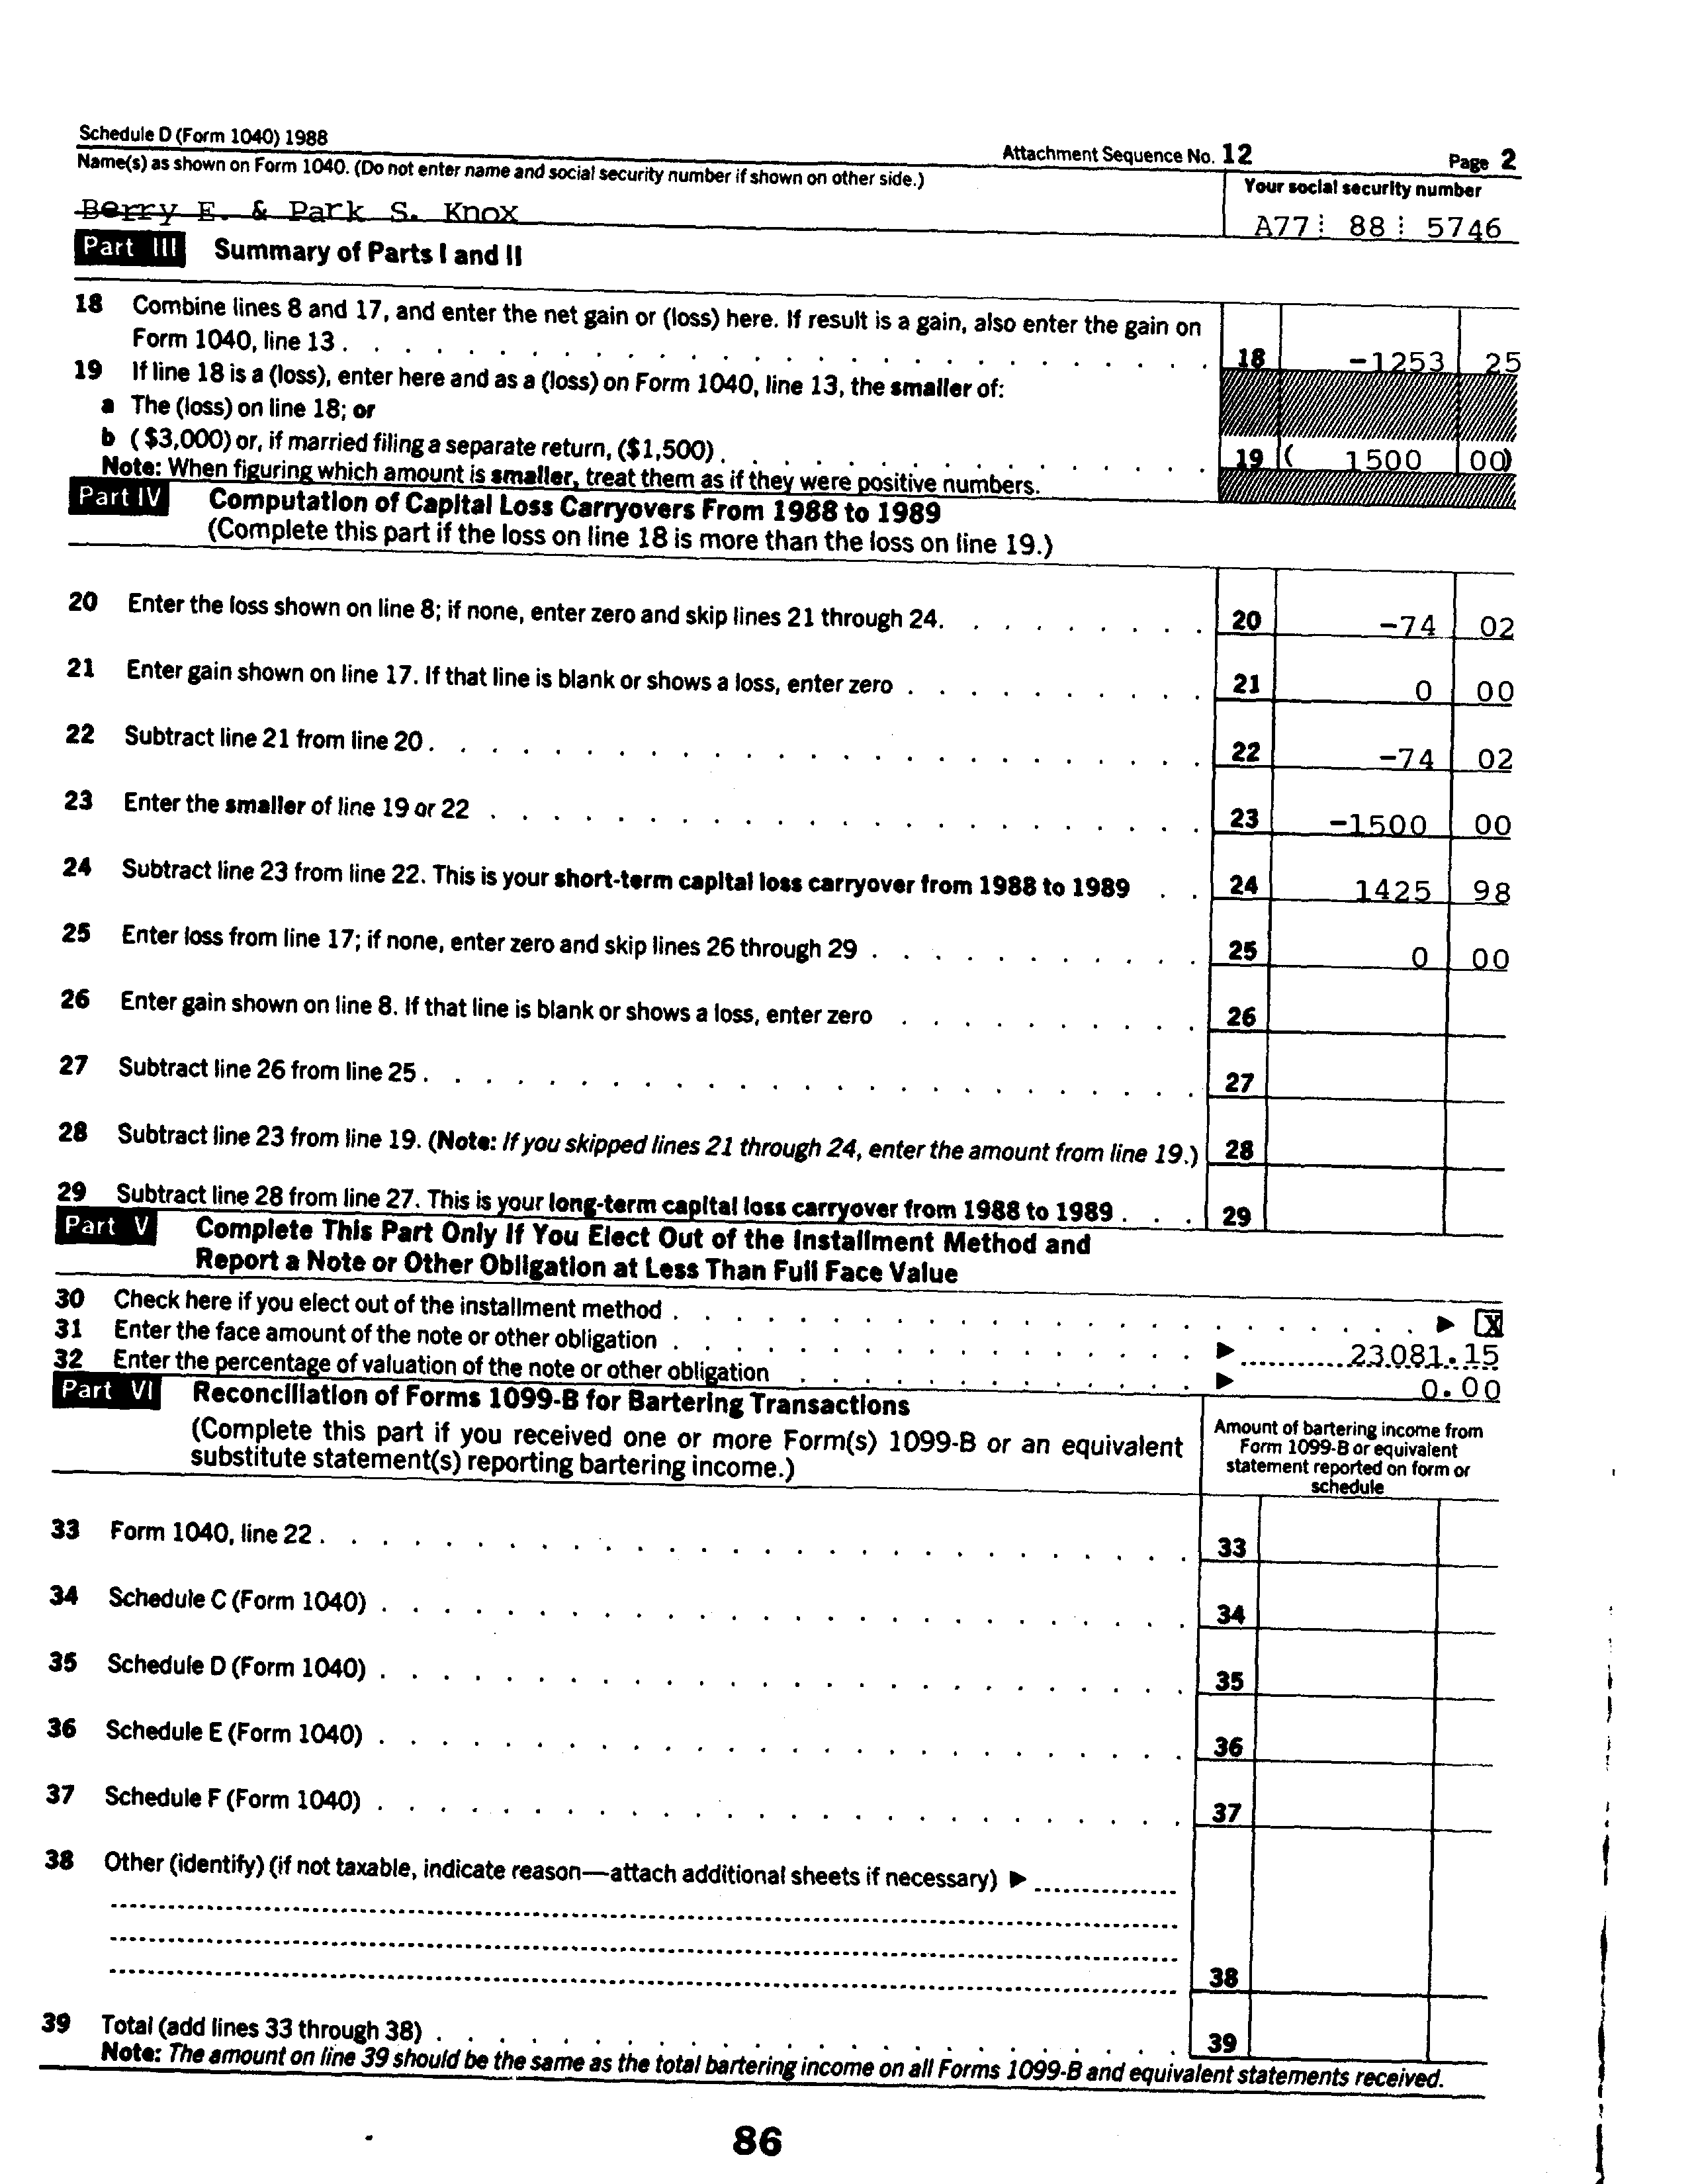 Schedule D (Form 1040) 1988
Attachment Sequence No. 12
Page 2
Name(s) as shown on Form 1040. (Do not enter name and social security number if shown on other side.)
Your social security number
Berry E. & Park S. Knox
A77 88 5746
Part III Summary of Parts I and II
18 Combine lines 8 and 17, and enter the net gain or (loss) here. If result is a gain, also enter the gain on
Form 1040, line 13 . . . . . . . . . . . . . . . . . . . . . . . . . . . . 18 -1253 25
19 If line 18 is a (loss), enter here and as a (loss) on Form 1040, line 13, the smaller of:
a The (loss) on line 18; or
b ($3,000) or, if married filing a separate return, ($1,500) . . . . . . . . . . . . . . . . 19 ( 1500 00)
Note: When figuring which amount is smaller, treat them as if they were positive numbers.
Part IV Computation of Capital Loss Carryovers From 1988 to 1989
(Complete this part if the loss on line 18 is more than the loss on line 19.)
20 Enter the loss shown on line 8; if none, enter zero and skip lines 21 through 24. . . . . . . . . 20 -74 02
21 Enter gain shown on line 17. If that line is blank or shows a loss, enter zero . . . . . . . . . . 21 0 00
22 Subtract line 21 from line 20 . . . . . . . . . . . . . . . . . . . . . . . . . 22 -74 02
23 Enter the smaller of line 19 or 22 . . . . . . . . . . . . . . . . . . . . . . . 23 -1500 00
24 Subtract line 23 from line 22. This is your short-term capital loss carryover from 1988 to 1989 . . 24 1425 98
25 Enter loss from line 17; if none, enter zero and skip lines 26 through 29 . . . . . . . . . . . 25 0 00
26 Enter gain shown on line 8. If that line is blank or shows a loss, enter zero . . . . . . . . . . 26
27 Subtract line 26 from line 25 . . . . . . . . . . . . . . . . . . . . . . . . . 27
28 Subtract line 23 from line 19. (Note: If you skipped lines 21 through 24, enter the amount from line 19.) 28
29 Subtract line 28 from line 27. This is your long-term capital loss carryover from 1988 to 1989 . . . 29
Part V Complete This Part Only If You Elect Out of the Installment Method and
Report a Note or Other Obligation at Less Than Full Face Value
30 Check here if you elect out of the installment method . . . . . . . . . . . . . . . . . . . . . . . . ▶ X
31 Enter the face amount of the note or other obligation . . . . . . . . . . . . . . . . . ▶ 23081.15
32 Enter the percentage of valuation of the note or other obligation . . . . . . . . . . . . . ▶ 0.00
Part VI Reconciliation of Forms 1099-B for Bartering Transactions
(Complete this part if you received one or more Form(s) 1099-B or an equivalent
substitute statement(s) reporting bartering income.)
Amount of bartering income from
Form 1099-B or equivalent
statement reported on form or
schedule
33 Form 1040, line 22 . . . . . . . . . . . . . . . . . . . . . . . . . . . . 33
34 Schedule C (Form 1040) . . . . . . . . . . . . . . . . . . . . . . . . . . 34
35 Schedule D (Form 1040) . . . . . . . . . . . . . . . . . . . . . . . . . . 35
36 Schedule E (Form 1040) . . . . . . . . . . . . . . . . . . . . . . . . . . 36
37 Schedule F (Form 1040) . . . . . . . . . . . . . . . . . . . . . . . . . . 37
38 Other (identify) (if not taxable, indicate reason—attach additional sheets if necessary) ▶
38
39 Total (add lines 33 through 38) . . . . . . . . . . . . . . . . . . . . . . . . 39
Note: The amount on line 39 should be the same as the total bartering income on all Forms 1099-B and equivalent statements received.
86